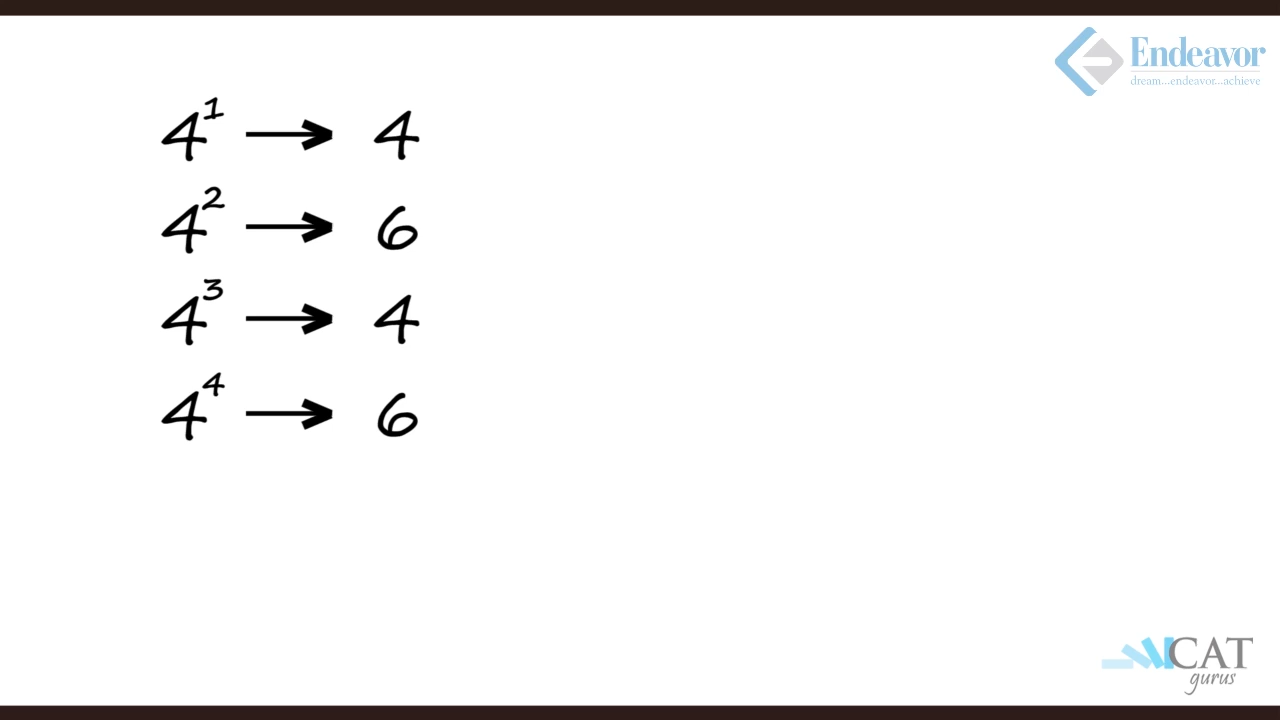 Endeavor
dream...endeavor...achieve
4¹ → 4
4² → 6
4³ → 4
4⁴ → 6
CAT
gurus